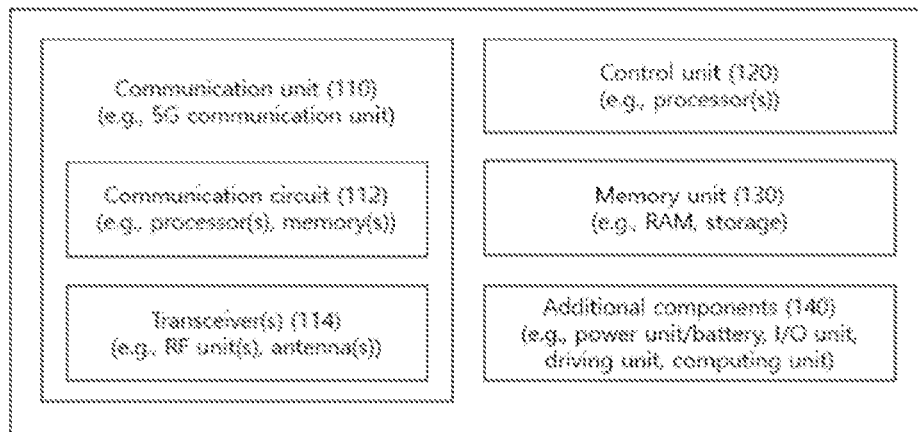 Communication unit (110)
(e.g., 5G communication unit)
Communication circuit (112)
(e.g., processor(s), memory(s))
Transceiver(s) (114)
(e.g., RF unit(s), antenna(s))
Control unit (120)
(e.g., processor(s))
Memory unit (130)
(e.g., RAM, storage)
Additional components (140)
(e.g., power unit/battery, I/O unit,
driving unit, computing unit)